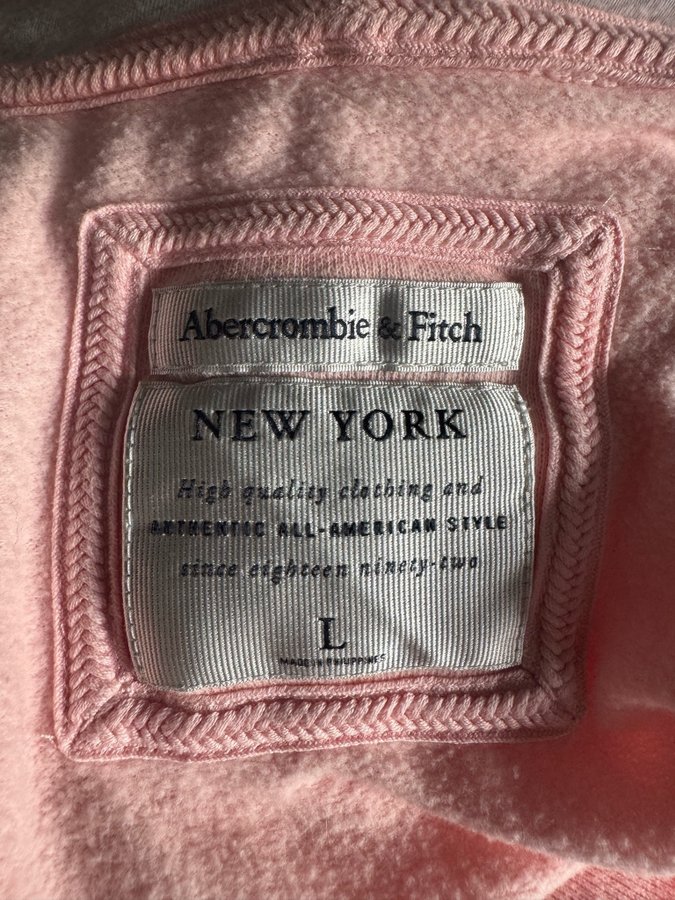 Abercrombie & Fitch
NEW YORK
High quality clothing and
AUTHENTIC ALL-AMERICAN STYLE
since eighteen ninety-two
L
MADE IN PHILIPPINES